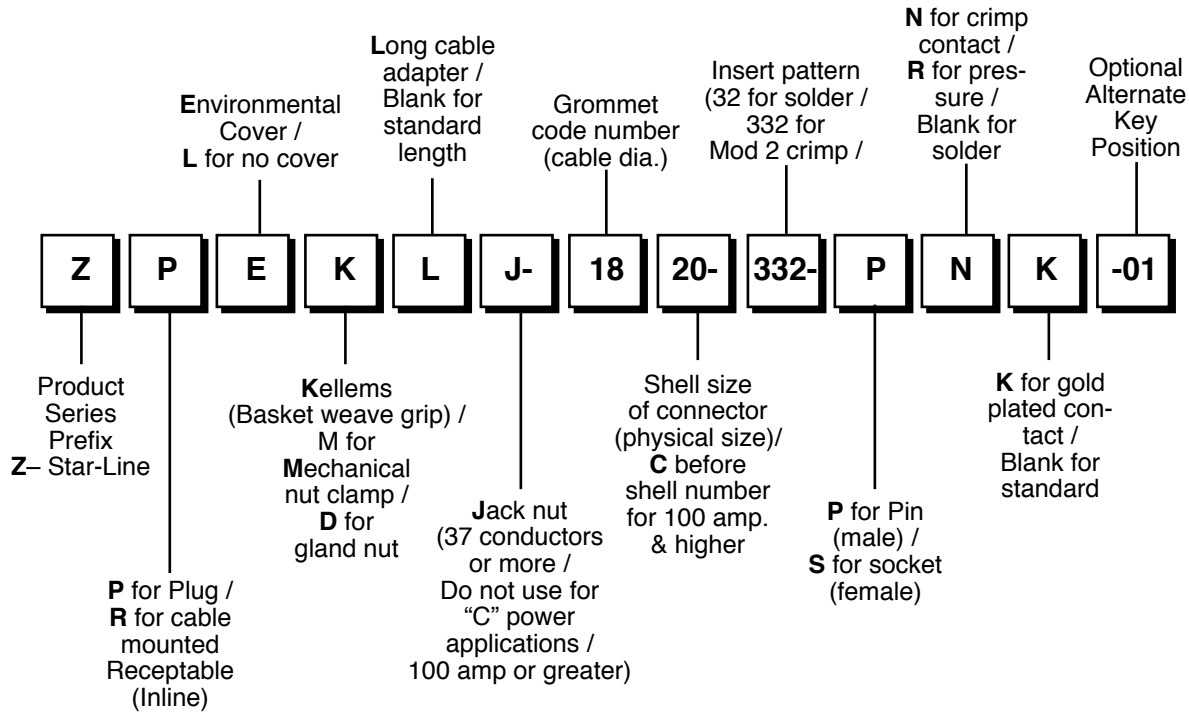 Environmental
Cover /
L for no cover
Long cable
adapter /
Blank for
standard
length
Grommet
code number
(cable dia.)
Insert pattern
(32 for solder /
332 for
Mod 2 crimp /
N for crimp
contact /
R for pres-
sure /
Blank for
solder
Optional
Alternate
Key
Position
Z P E K L J- 18 20- 332- P N K -01
Product
Series
Prefix
Z– Star-Line
P for Plug /
R for cable
mounted
Receptable
(Inline)
Kellems
(Basket weave grip) /
M for
Mechanical
nut clamp /
D for
gland nut
Jack nut
(37 conductors
or more /
Do not use for
“C” power
applications /
100 amp or greater)
Shell size
of connector
(physical size)/
C before
shell number
for 100 amp.
& higher
P for Pin
(male) /
S for socket
(female)
K for gold
plated con-
tact /
Blank for
standard